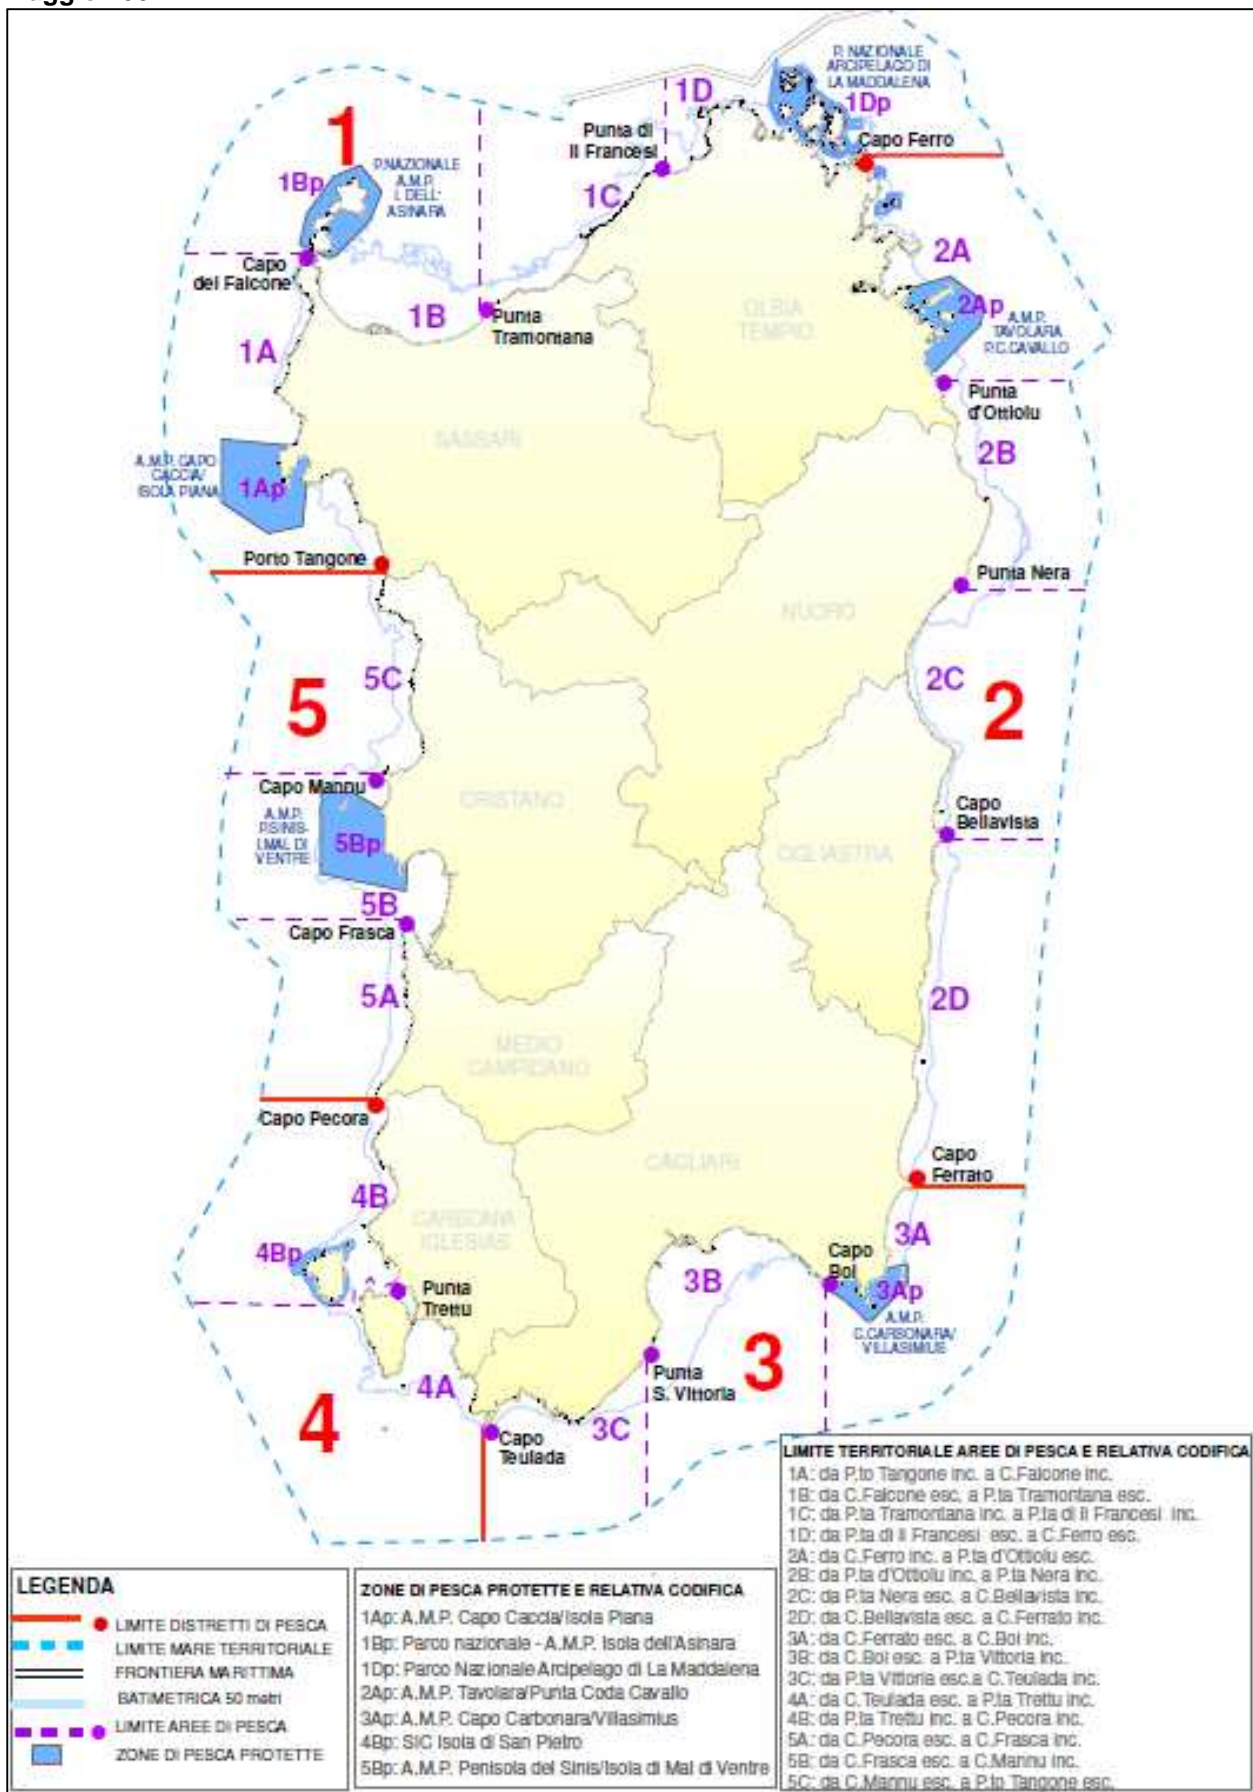 1
1D
P. NAZIONALE
ARCIPELAGO DI
LA MADDALENA
1Dp
Punta di
li Francesi
Capo Ferro
1Bp
P.NAZIONALE
A.M.P.
I. DELL'
ASINARA
1C
Capo
del Falcone
2A
1B
Punta
Tramontana
OLBIA
TEMPIO
2Ap
A.M.P.
TAVOLARA
P.C.CAVALLO
1A
Punta
d'Ottiolu
SASSARI
2B
A.M.P. CAPO
CACCIA/
ISOLA PIANA
1Ap
Porto Tangone
Punta Nera
NUORO
5C
5
2C
2
Capo Mannu
ORISTANO
Capo
Bellavista
A.M.P.
P.SINIS-
I.MAL DI
VENTRE
5Bp
OGLIASTRA
5B
Capo Frasca
5A
2D
MEDIO
CAMPIDANO
Capo Pecora
CAGLIARI
Capo
Ferrato
4B
CARBONIA
IGLESIAS
3A
4Bp
Punta
Trettu
3B
Capo
Boi
3Ap
A.M.P.
C.CARBONARA/
VILLASIMIUS
3
Punta
S. Vittoria
4A
4
3C
Capo
Teulada
LIMITE TERRITORIALE AREE DI PESCA E RELATIVA CODIFICA
1A: da P.to Tangone inc. a C.Falcone inc.
1B: da C.Falcone esc. a P.ta Tramontana esc.
1C: da P.ta Tramontana inc. a P.ta di li Francesi inc.
1D: da P.ta di li Francesi esc. a C.Ferro esc.
2A: da C.Ferro inc. a P.ta d'Ottiolu esc.
2B: da P.ta d'Ottiolu inc. a P.ta Nera inc.
2C: da P.ta Nera esc. a C.Bellavista inc.
2D: da C.Bellavista esc. a C.Ferrato inc.
3A: da C.Ferrato esc. a C.Boi inc.
3B: da C.Boi esc. a P.ta Vittoria inc.
3C: da P.ta Vittoria esc.a C.Teulada inc.
4A: da C.Teulada esc. a P.ta Trettu inc.
4B: da P.ta Trettu inc. a C.Pecora inc.
5A: da C.Pecora esc. a C.Frasca inc.
5B: da C.Frasca esc. a C.Mannu inc.
5C: da C.Mannu esc. a P.to Tangone esc.
LEGENDA
LIMITE DISTRETTI DI PESCA
LIMITE MARE TERRITORIALE
FRONTIERA MARITTIMA
BATIMETRICA 50 metri
LIMITE AREE DI PESCA
ZONE DI PESCA PROTETTE
ZONE DI PESCA PROTETTE E RELATIVA CODIFICA
1Ap: A.M.P. Capo Caccia/Isola Piana
1Bp: Parco nazionale - A.M.P. Isola dell'Asinara
1Dp: Parco Nazionale Arcipelago di La Maddalena
2Ap: A.M.P. Tavolara/Punta Coda Cavallo
3Ap: A.M.P. Capo Carbonara/Villasimius
4Bp: SIC Isola di San Pietro
5Bp: A.M.P. Penisola del Sinis/Isola di Mal di Ventre